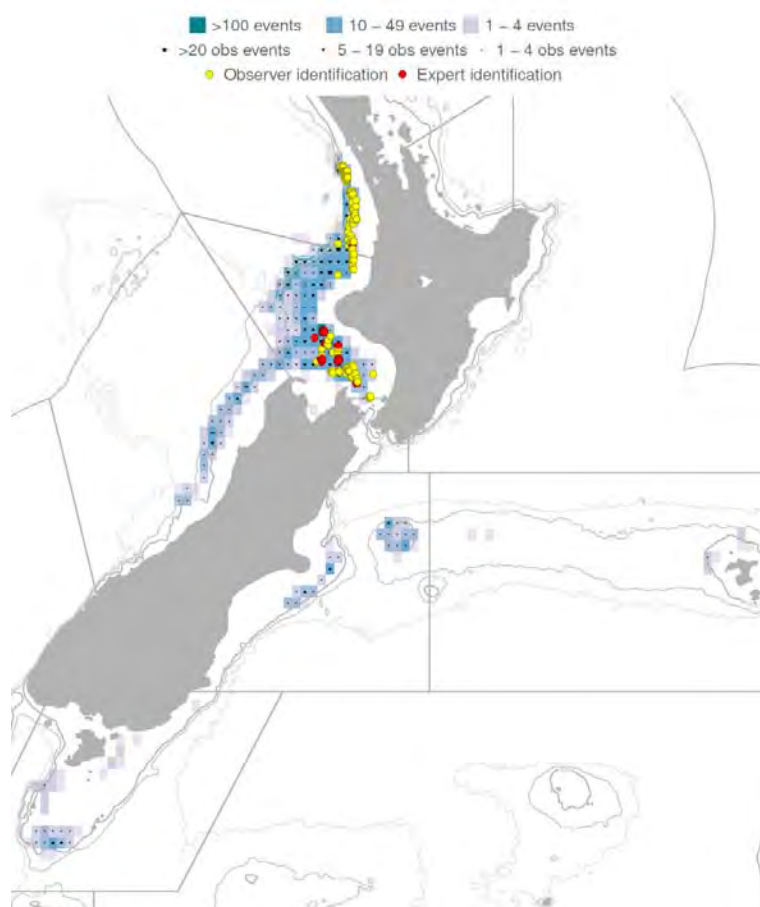 >100 events 10 – 49 events 1 – 4 events
>20 obs events 5 – 19 obs events 1 – 4 obs events
Observer identification Expert identification